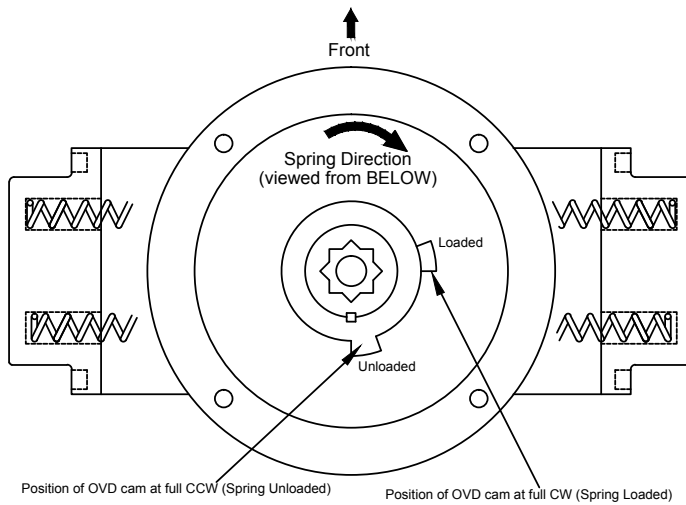 Front
Spring Direction
(viewed from BELOW)
Loaded
Unloaded
Position of OVD cam at full CCW (Spring Unloaded)
Position of OVD cam at full CW (Spring Loaded)